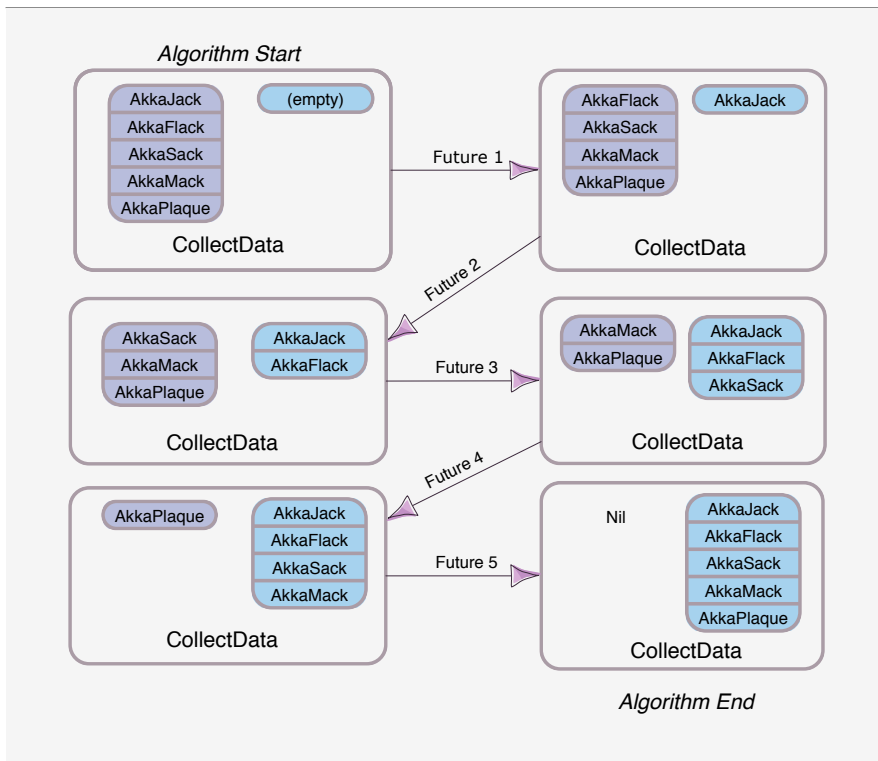 Algorithm Start
AkkaJack
AkkaFlack
AkkaSack
AkkaMack
AkkaPlaque
(empty)
CollectData
Future 1
AkkaFlack
AkkaSack
AkkaMack
AkkaPlaque
AkkaJack
CollectData
Future 2
AkkaSack
AkkaMack
AkkaPlaque
AkkaJack
AkkaFlack
CollectData
Future 3
AkkaMack
AkkaPlaque
AkkaJack
AkkaFlack
AkkaSack
CollectData
Future 4
AkkaPlaque
AkkaJack
AkkaFlack
AkkaSack
AkkaMack
CollectData
Future 5
Nil
AkkaJack
AkkaFlack
AkkaSack
AkkaMack
AkkaPlaque
CollectData
Algorithm End